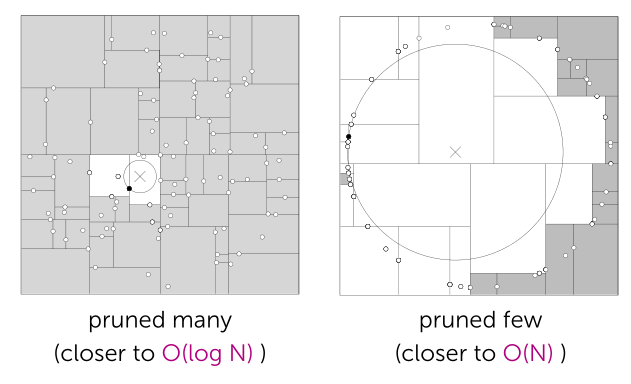 pruned many
(closer to O(log N) )
pruned few
(closer to O(N) )